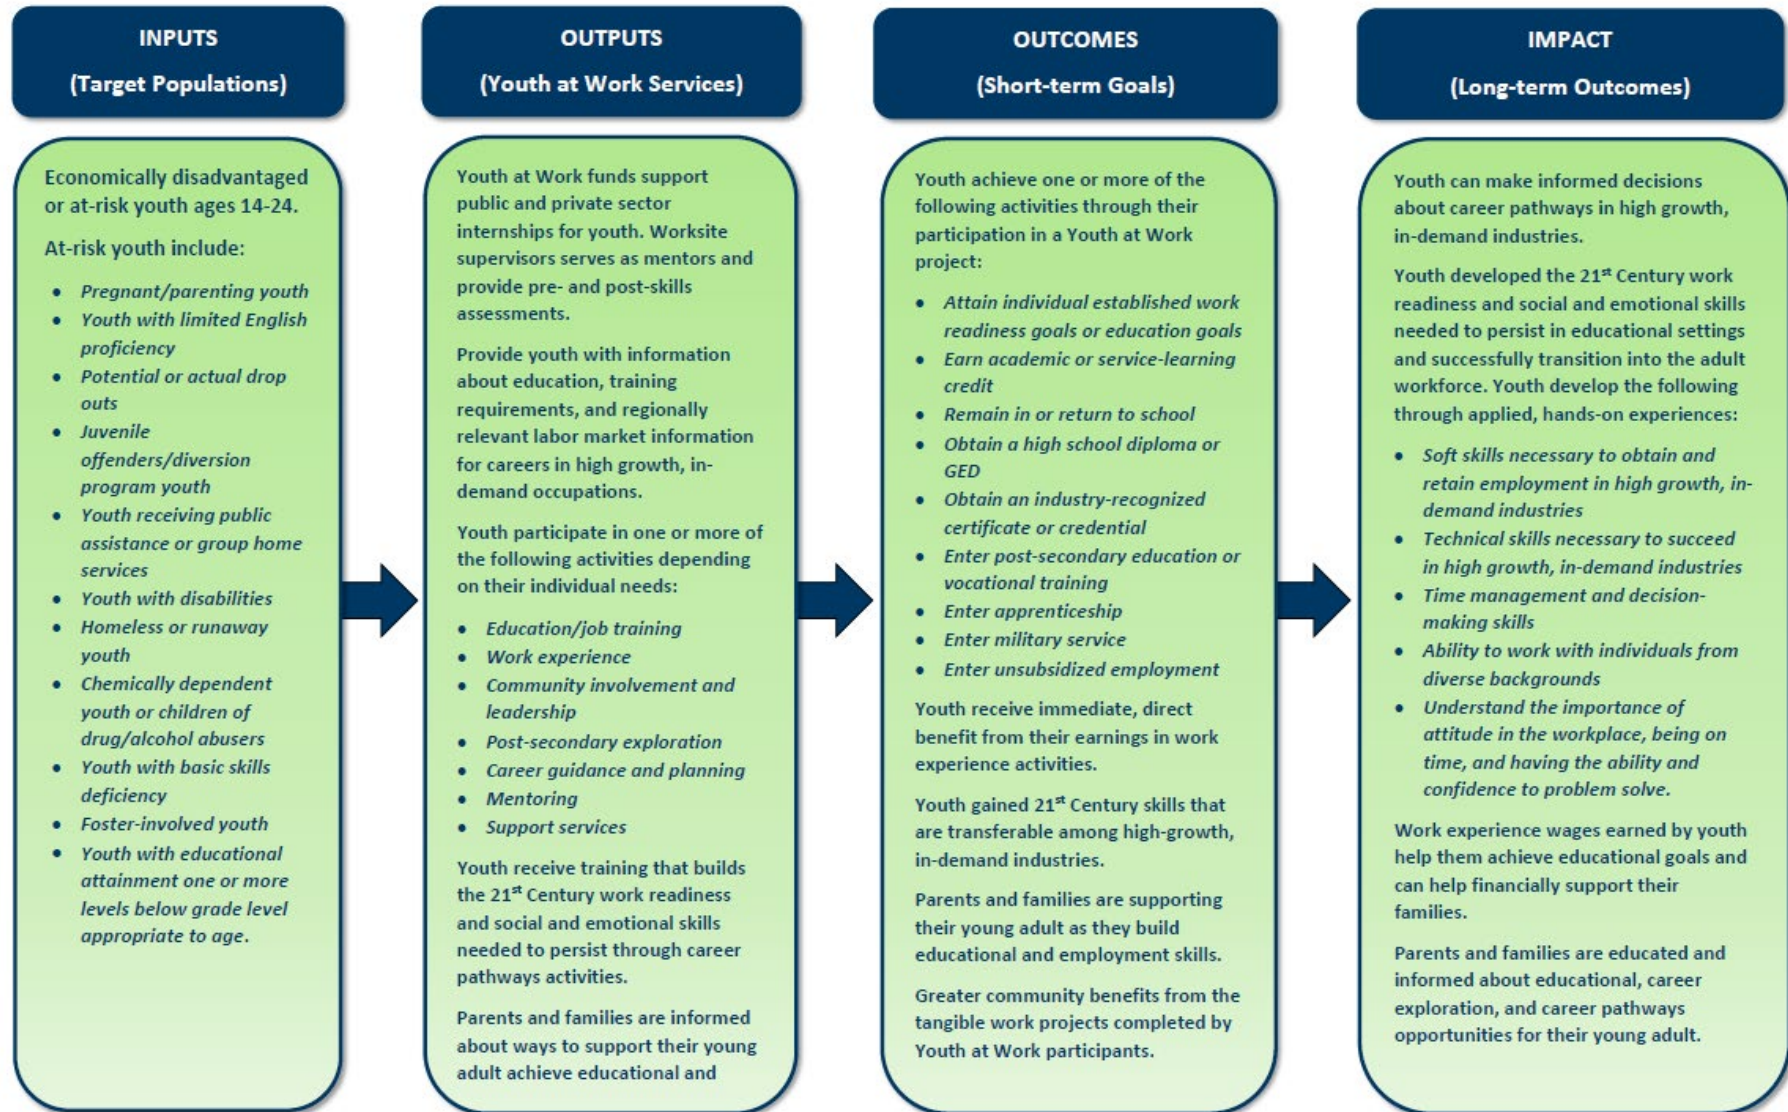 INPUTS
(Target Populations)
Economically disadvantaged
or at-risk youth ages 14-24.
At-risk youth include:
• Pregnant/parenting youth
• Youth with limited English
proficiency
• Potential or actual drop
outs
• Juvenile
offenders/diversion
program youth
• Youth receiving public
assistance or group home
services
• Youth with disabilities
• Homeless or runaway
youth
• Chemically dependent
youth or children of
drug/alcohol abusers
• Youth with basic skills
deficiency
• Foster-involved youth
• Youth with educational
attainment one or more
levels below grade level
appropriate to age.
OUTPUTS
(Youth at Work Services)
Youth at Work funds support
public and private sector
internships for youth. Worksite
supervisors serves as mentors and
provide pre- and post-skills
assessments.
Provide youth with information
about education, training
requirements, and regionally
relevant labor market information
for careers in high growth, in-
demand occupations.
Youth participate in one or more of
the following activities depending
on their individual needs:
• Education/job training
• Work experience
• Community involvement and
leadership
• Post-secondary exploration
• Career guidance and planning
• Mentoring
• Support services
Youth receive training that builds
the 21st Century work readiness
and social and emotional skills
needed to persist through career
pathways activities.
Parents and families are informed
about ways to support their young
adult achieve educational and
OUTCOMES
(Short-term Goals)
Youth achieve one or more of the
following activities through their
participation in a Youth at Work
project:
• Attain individual established work
readiness goals or education goals
• Earn academic or service-learning
credit
• Remain in or return to school
• Obtain a high school diploma or
GED
• Obtain an industry-recognized
certificate or credential
• Enter post-secondary education or
vocational training
• Enter apprenticeship
• Enter military service
• Enter unsubsidized employment
Youth receive immediate, direct
benefit from their earnings in work
experience activities.
Youth gained 21st Century skills that
are transferable among high-growth,
in-demand industries.
Parents and families are supporting
their young adult as they build
educational and employment skills.
Greater community benefits from the
tangible work projects completed by
Youth at Work participants.
IMPACT
(Long-term Outcomes)
Youth can make informed decisions
about career pathways in high growth,
in-demand industries.
Youth developed the 21st Century work
readiness and social and emotional skills
needed to persist in educational settings
and successfully transition into the adult
workforce. Youth develop the following
through applied, hands-on experiences:
• Soft skills necessary to obtain and
retain employment in high growth, in-
demand industries
• Technical skills necessary to succeed
in high growth, in-demand industries
• Time management and decision-
making skills
• Ability to work with individuals from
diverse backgrounds
• Understand the importance of
attitude in the workplace, being on
time, and having the ability and
confidence to problem solve.
Work experience wages earned by youth
help them achieve educational goals and
can help financially support their
families.
Parents and families are educated and
informed about educational, career
exploration, and career pathways
opportunities for their young adult.